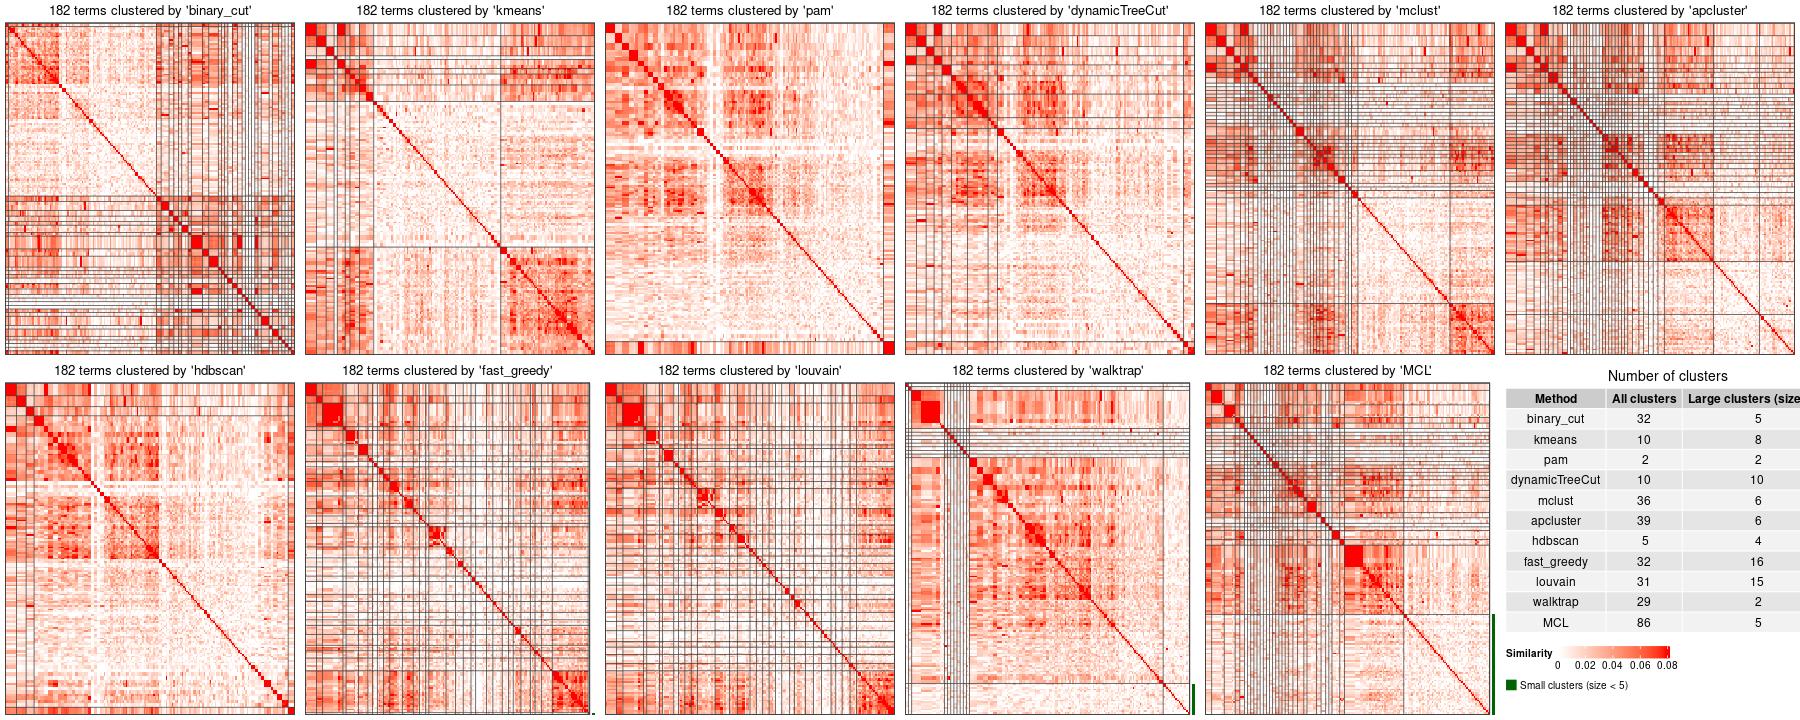 182 terms clustered by 'binary_cut'
182 terms clustered by 'kmeans'
182 terms clustered by 'pam'
182 terms clustered by 'dynamicTreeCut'
182 terms clustered by 'mclust'
182 terms clustered by 'apcluster'
182 terms clustered by 'hdbscan'
182 terms clustered by 'fast_greedy'
182 terms clustered by 'louvain'
182 terms clustered by 'walktrap'
182 terms clustered by 'MCL'
Number of clusters
Method All clusters Large clusters (size
binary_cut 32 5
kmeans 10 8
pam 2 2
dynamicTreeCut 10 10
mclust 36 6
apcluster 39 6
hdbscan 5 4
fast_greedy 32 16
louvain 31 15
walktrap 29 2
MCL 86 5
Similarity
0 0.02 0.04 0.06 0.08
Small clusters (size < 5)